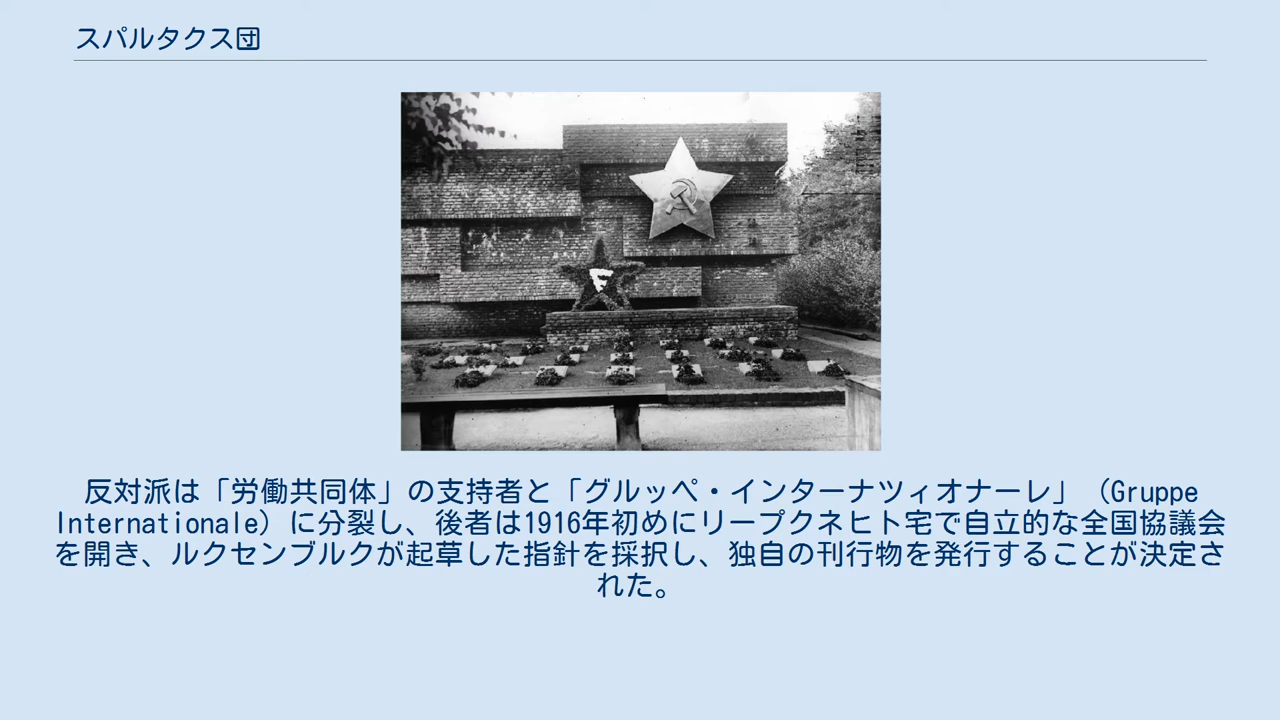 スパルタクス団
反対派は「労働共同体」の支持者と「グルッペ・インターナツィオナーレ」（Gruppe
Internationale）に分裂し、後者は1916年初めにリープクネヒト宅で自立的な全国協議会
を開き、ルクセンブルクが起草した指針を採択し、独自の刊行物を発行することが決定さ
れた。